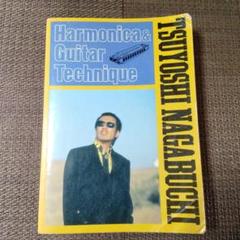 Harmonica &
Guitar
Technique
TSUYOSHI NAGABUCHI